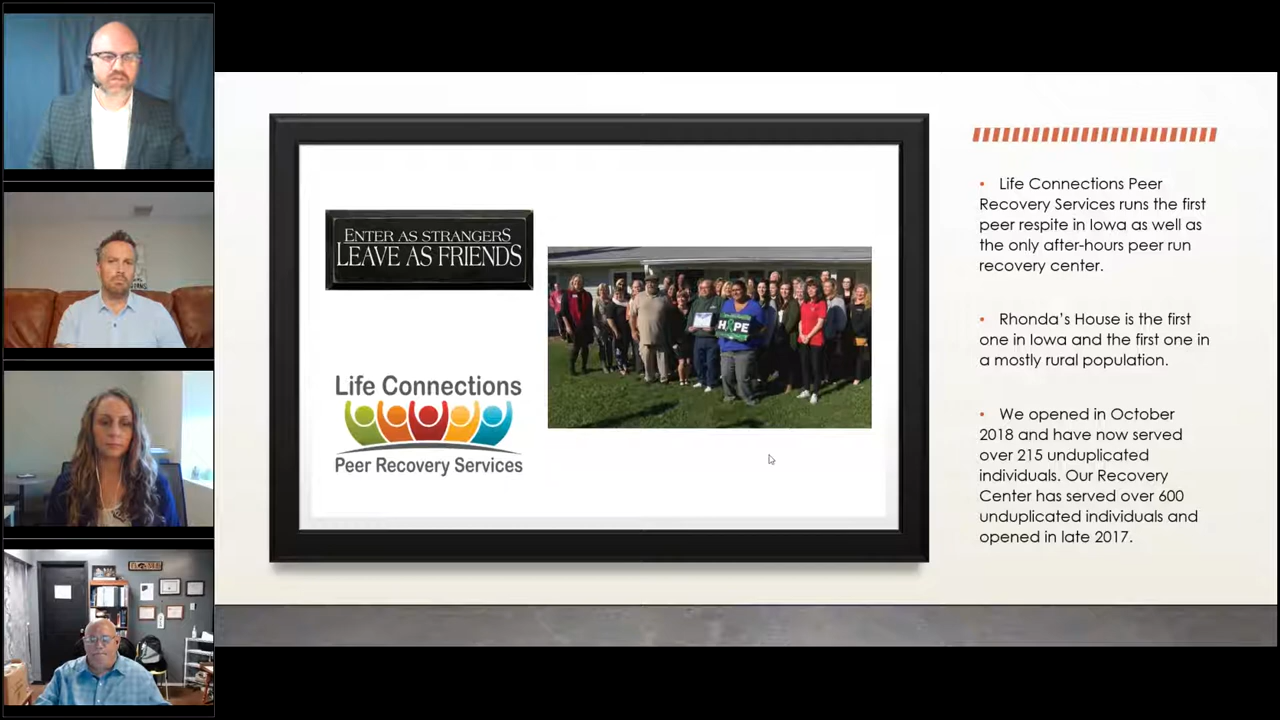 ENTER AS STRANGERS
LEAVE AS FRIENDS
Life Connections
Peer Recovery Services
HOPE
• Life Connections Peer
Recovery Services runs the first
peer respite in Iowa as well as
the only after-hours peer run
recovery center.
• Rhonda’s House is the first
one in Iowa and the first one in
a mostly rural population.
• We opened in October
2018 and have now served
over 215 unduplicated
individuals. Our Recovery
Center has served over 600
unduplicated individuals and
opened in late 2017.